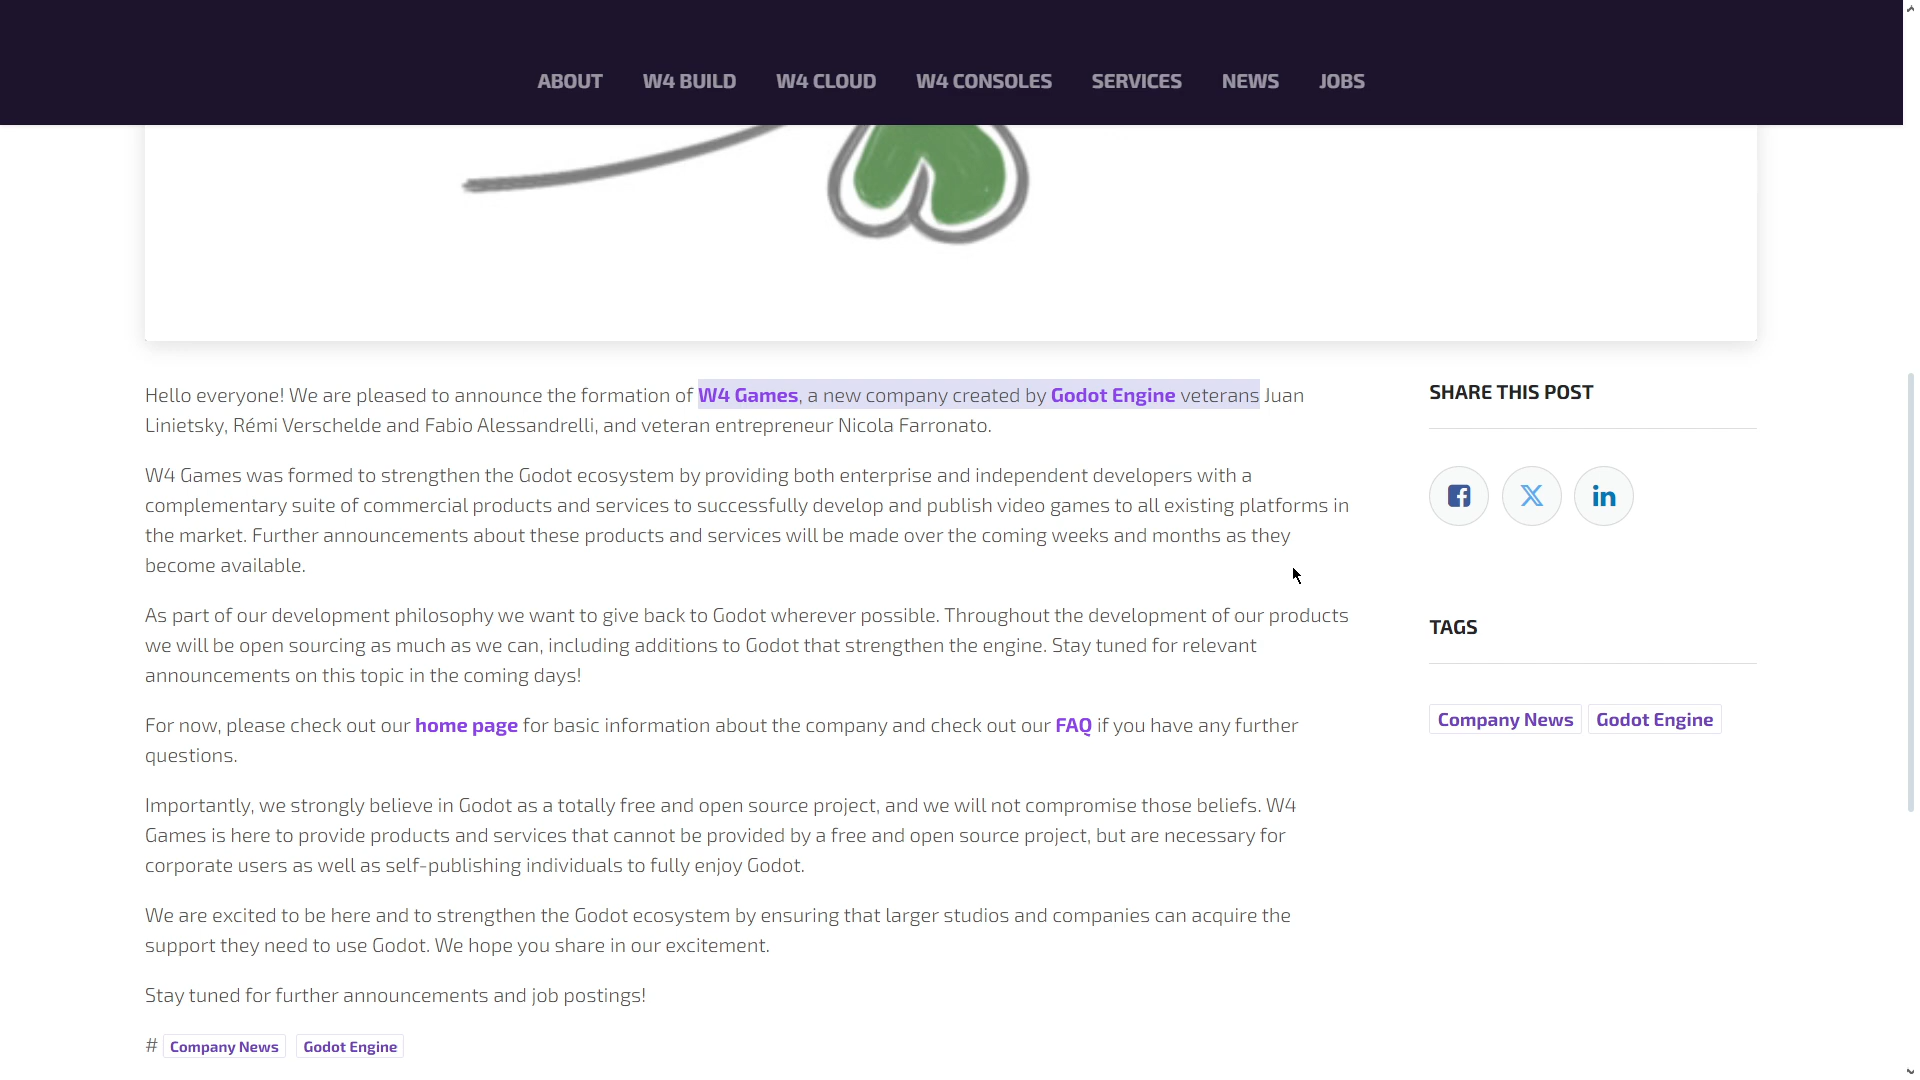 ABOUT W4 BUILD W4 CLOUD W4 CONSOLES SERVICES NEWS JOBS
Hello everyone! We are pleased to announce the formation of W4 Games, a new company created by Godot Engine veterans Juan
Linietsky, Rémi Verschelde and Fabio Alessandrelli, and veteran entrepreneur Nicola Farronato.
W4 Games was formed to strengthen the Godot ecosystem by providing both enterprise and independent developers with a
complementary suite of commercial products and services to successfully develop and publish video games to all existing platforms in
the market. Further announcements about these products and services will be made over the coming weeks and months as they
become available.
As part of our development philosophy we want to give back to Godot wherever possible. Throughout the development of our products
we will be open sourcing as much as we can, including additions to Godot that strengthen the engine. Stay tuned for relevant
announcements on this topic in the coming days!
For now, please check out our home page for basic information about the company and check out our FAQ if you have any further
questions.
Importantly, we strongly believe in Godot as a totally free and open source project, and we will not compromise those beliefs. W4
Games is here to provide products and services that cannot be provided by a free and open source project, but are necessary for
corporate users as well as self-publishing individuals to fully enjoy Godot.
We are excited to be here and to strengthen the Godot ecosystem by ensuring that larger studios and companies can acquire the
support they need to use Godot. We hope you share in our excitement.
Stay tuned for further announcements and job postings!
# Company News Godot Engine
SHARE THIS POST
TAGS
Company News Godot Engine